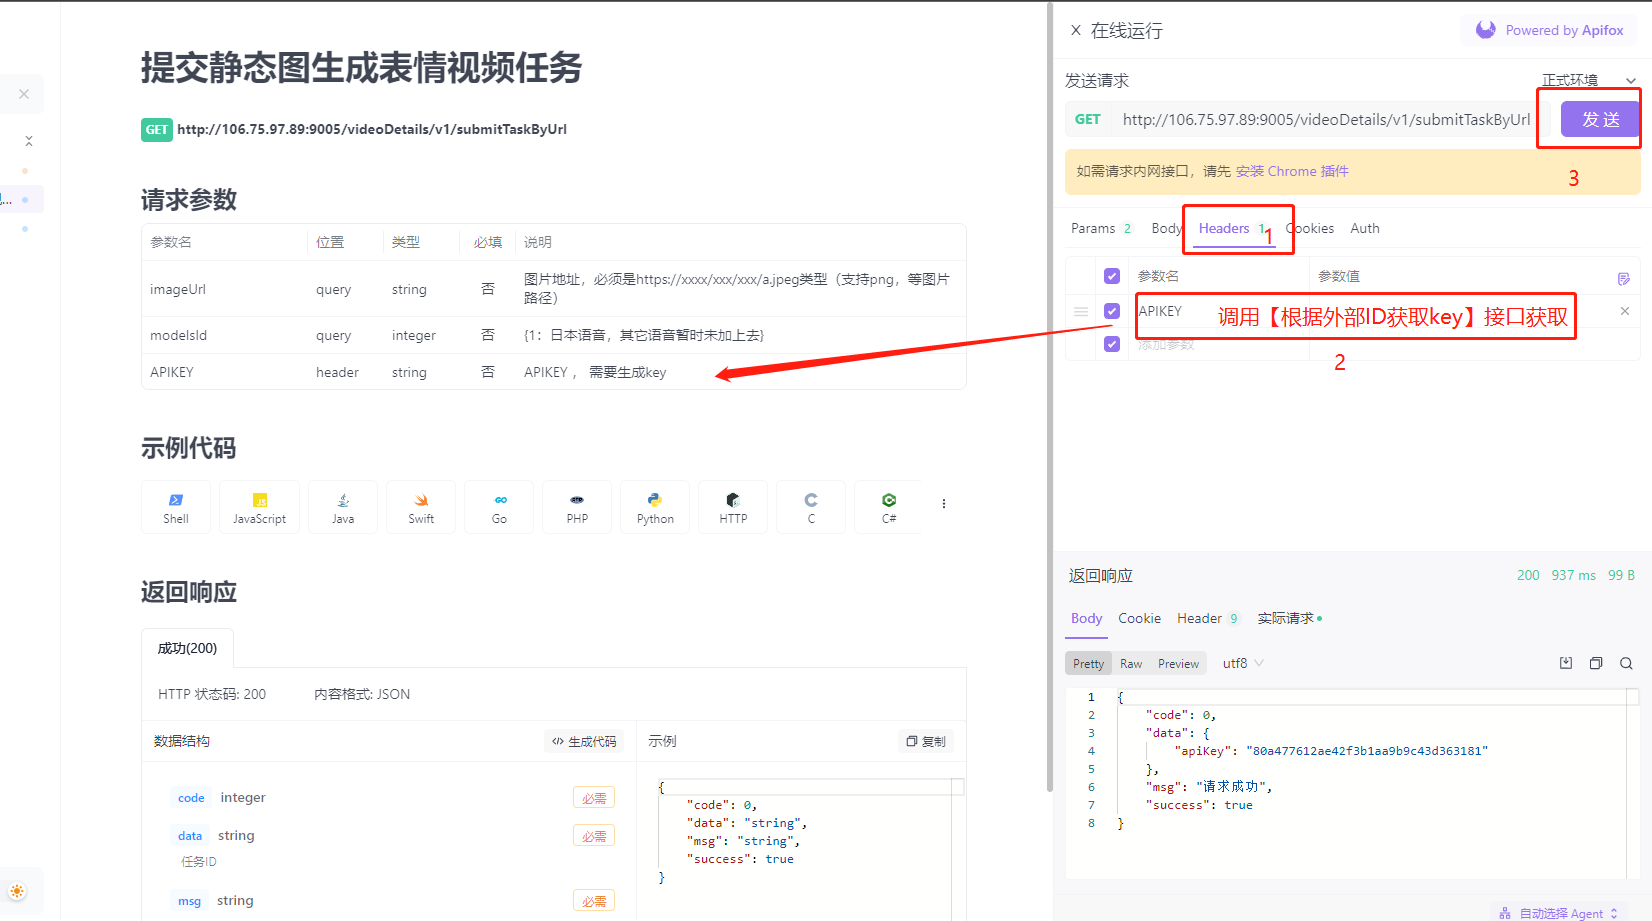 提交静态图生成表情视频任务
GET http://106.75.97.89:9005/videoDetails/v1/submitTaskByUrl
请求参数
参数名 位置 类型 必填 说明
imageUrl query string 否 图片地址，必须是https://xxxx/xxx/xxx/a.jpeg类型（支持png，等图片
路径）
modelsId query integer 否 {1：日本语音，其它语音暂时未加上去}
APIKEY header string 否 APIKEY ， 需要生成key
示例代码
Shell JavaScript Java Swift Go PHP Python HTTP C C#
返回响应
成功(200)
HTTP 状态码: 200 内容格式: JSON
数据结构 生成代码 示例 复制
code integer 必需
data string 必需
任务ID
msg string 必需
{
"code": 0,
"data": "string",
"msg": "string",
"success": true
}
在线运行 Powered by Apifox
发送请求 正式环境
GET http://106.75.97.89:9005/videoDetails/v1/submitTaskByUrl 发 送
如需请求内网接口，请先 安装 Chrome 插件
3
Params 2 Body Headers 1 Cookies Auth
1
参数名 参数值
APIKEY 调用【根据外部ID获取key】接口获取
添加参数
2
返回响应 200 937 ms 99 B
Body Cookie Header 9 实际请求
Pretty Raw Preview utf8
1 {
2 "code": 0,
3 "data": {
4 "apiKey": "80a477612ae42f3b1aa9b9c43d363181"
5 },
6 "msg": "请求成功",
7 "success": true
8 }
自动选择 Agent